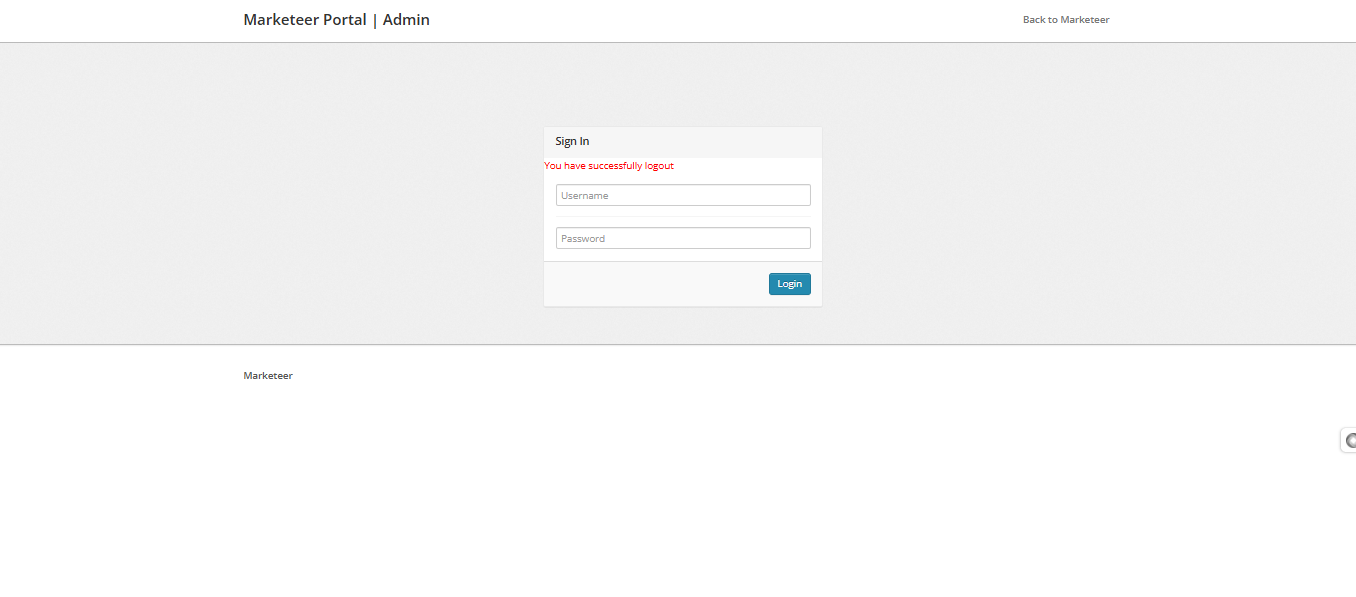 Marketeer Portal | Admin
Back to Marketeer
Sign In
You have successfully logout
Username
Password
Login
Marketeer